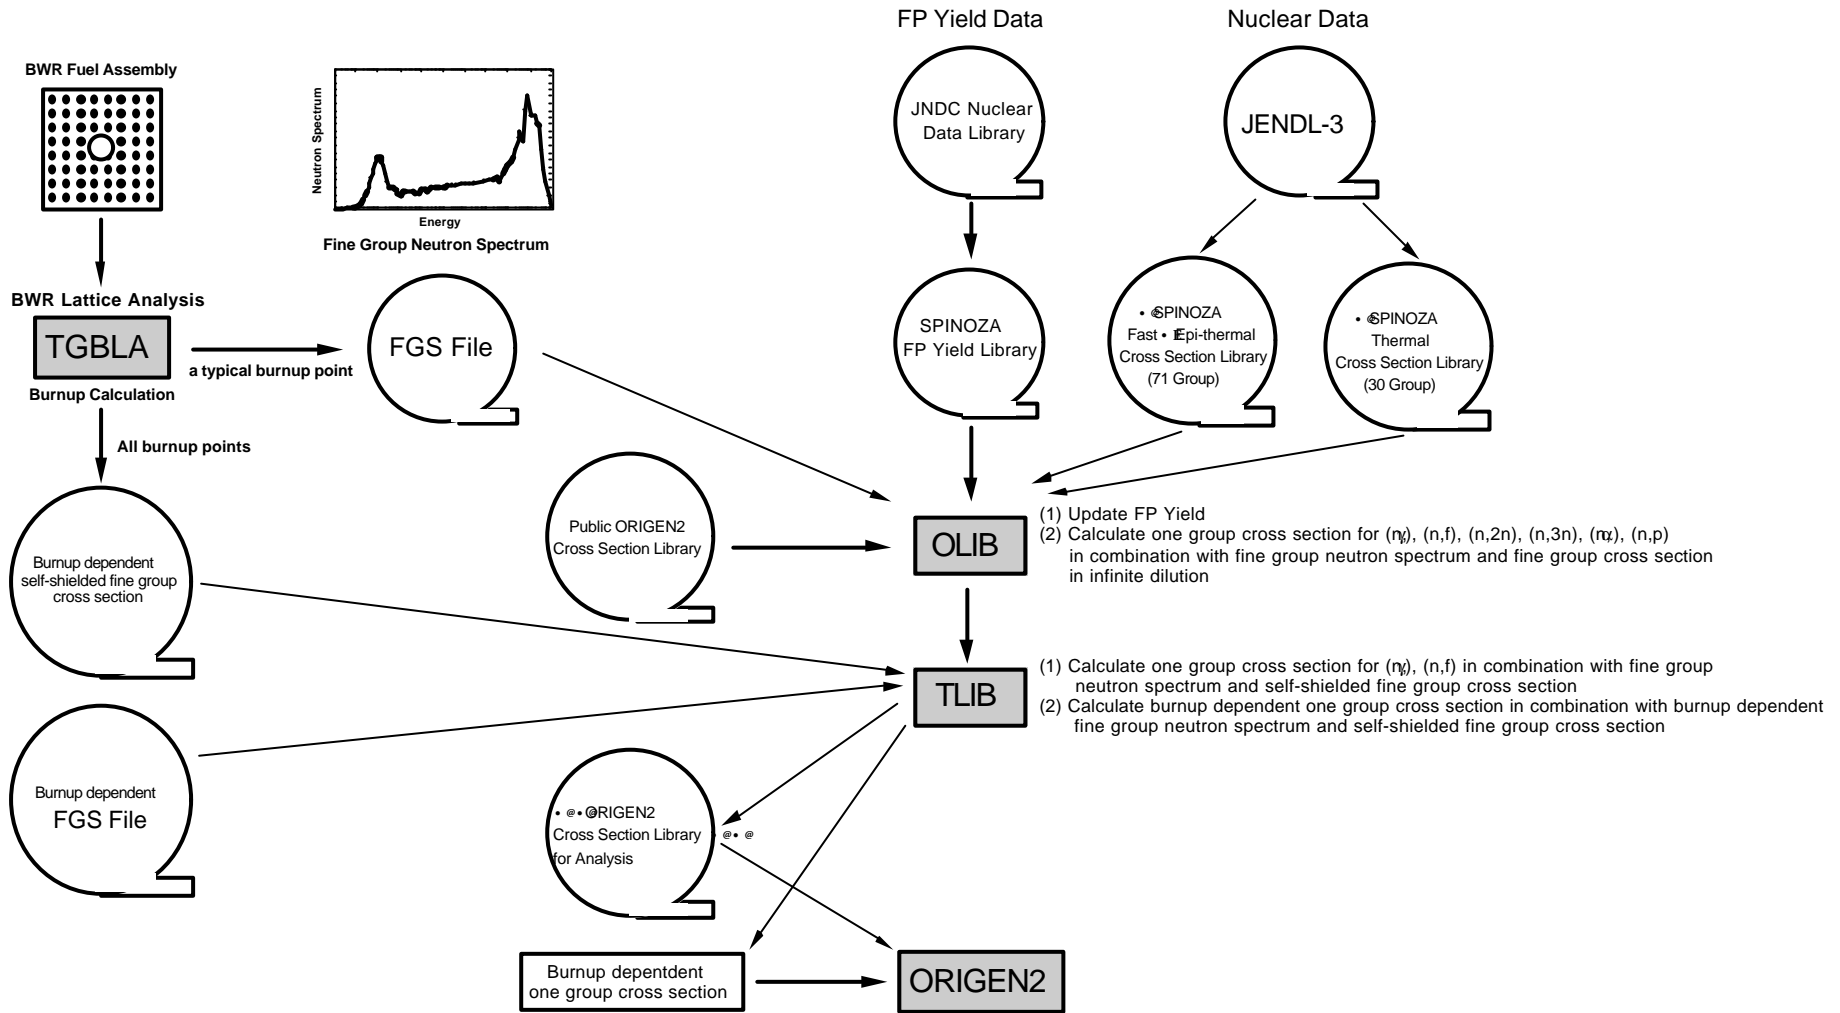 FP Yield Data
Nuclear Data
BWR Fuel Assembly
Neutron Spectrum
Energy
Fine Group Neutron Spectrum
JNDC Nuclear
Data Library
JENDL-3
BWR Lattice Analysis
TGBLA
a typical burnup point
Burnup Calculation
All burnup points
FGS File
SPINOZA
FP Yield Library
SPINOZA
Fast • Epi-thermal
Cross Section Library
(71 Group)
SPINOZA
Thermal
Cross Section Library
(30 Group)
Public ORIGEN2
Cross Section Library
OLIB
(1) Update FP Yield
(2) Calculate one group cross section for (n,γ), (n,f), (n,2n), (n,3n), (n,α), (n,p)
in combination with fine group neutron spectrum and fine group cross section
in infinite dilution
Burnup dependent
self-shielded fine group
cross section
TLIB
(1) Calculate one group cross section for (n,γ), (n,f) in combination with fine group
neutron spectrum and self-shielded fine group cross section
(2) Calculate burnup dependent one group cross section in combination with burnup dependent
fine group neutron spectrum and self-shielded fine group cross section
Burnup dependent
FGS File
ORIGEN2
Cross Section Library
for Analysis
Burnup depentdent
one group cross section
ORIGEN2